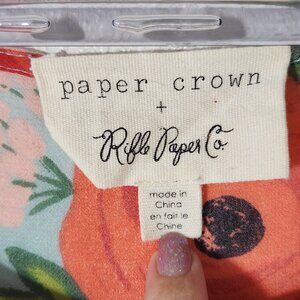 paper crown
+
Rifle Paper Co.
made in
China
en fait le
Chine